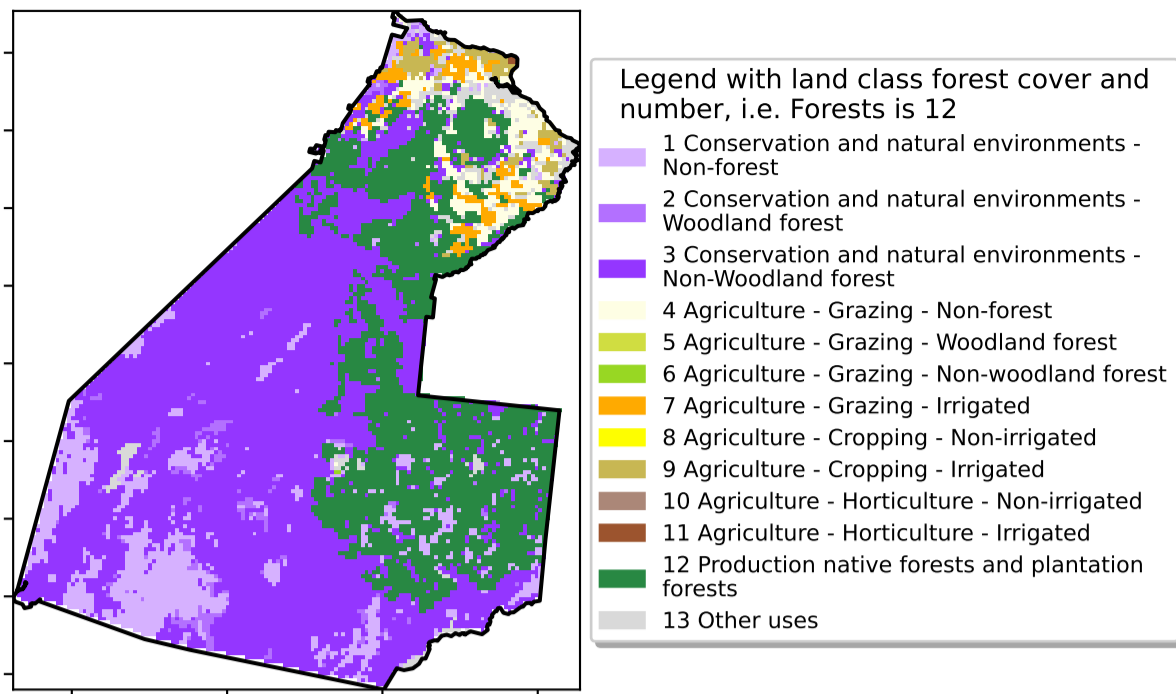 Legend with land class forest cover and
number, i.e. Forests is 12
1 Conservation and natural environments -
Non-forest
2 Conservation and natural environments -
Woodland forest
3 Conservation and natural environments -
Non-Woodland forest
4 Agriculture - Grazing - Non-forest
5 Agriculture - Grazing - Woodland forest
6 Agriculture - Grazing - Non-woodland forest
7 Agriculture - Grazing - Irrigated
8 Agriculture - Cropping - Non-irrigated
9 Agriculture - Cropping - Irrigated
10 Agriculture - Horticulture - Non-irrigated
11 Agriculture - Horticulture - Irrigated
12 Production native forests and plantation
forests
13 Other uses